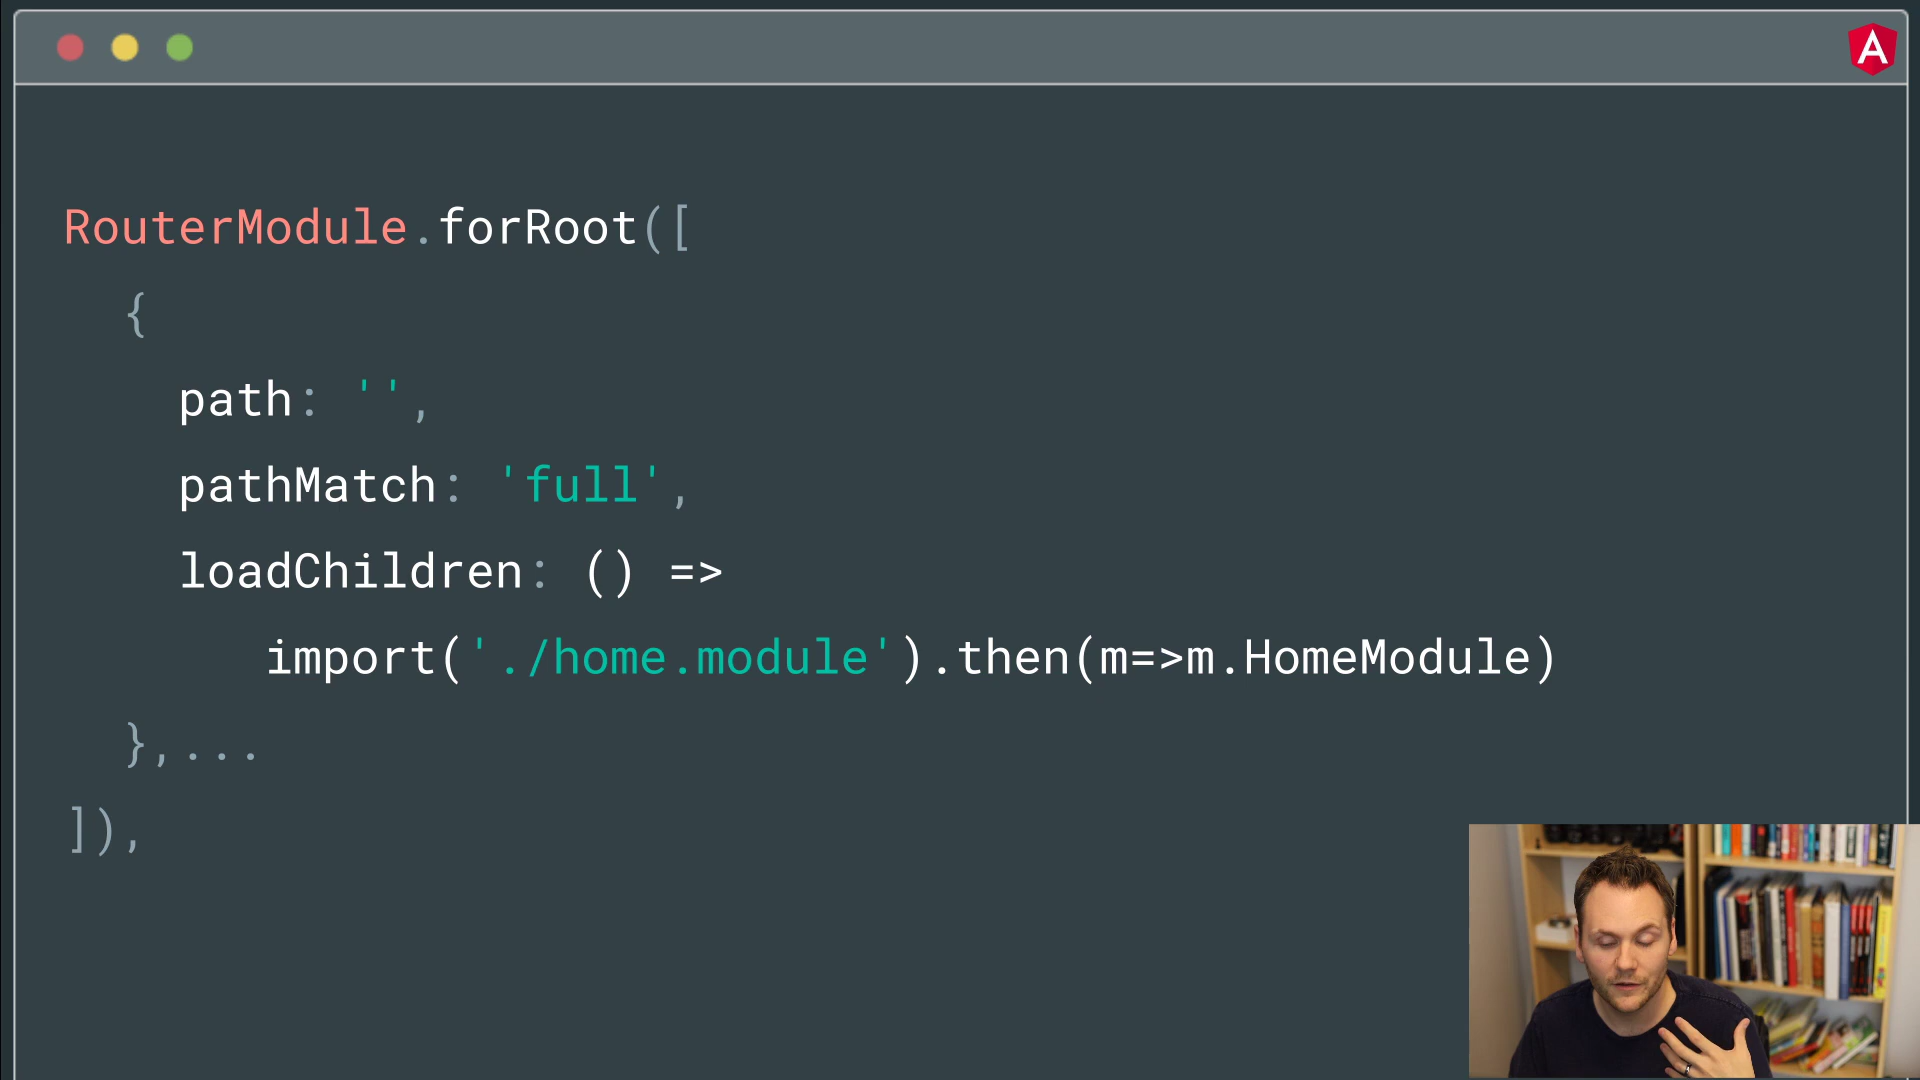 RouterModule.forRoot([
{
path: '',
pathMatch: 'full',
loadChildren: () =>
import('./home.module').then(m=>m.HomeModule)
},...
]),
A